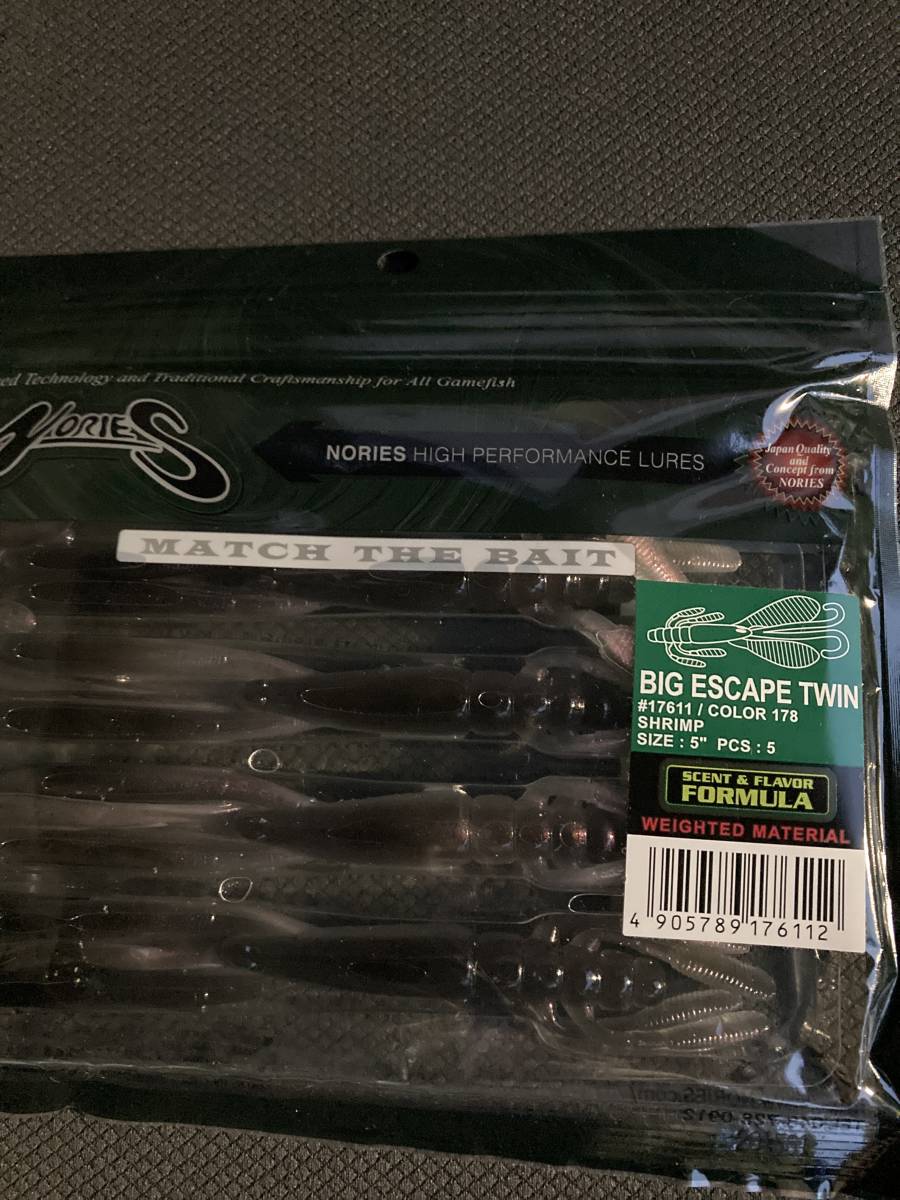 ed Technology and Traditional Craftsmanship for All Gamefish
NORIES
NORIES HIGH PERFORMANCE LURES
Japan Quality
and
Concept from
NORIES
MATCH THE BAIT
BIG ESCAPE TWIN
#17611 / COLOR 178
SHRIMP
SIZE : 5" PCS : 5
SCENT & FLAVOR
FORMULA
WEIGHTED MATERIAL
4 905789 176112